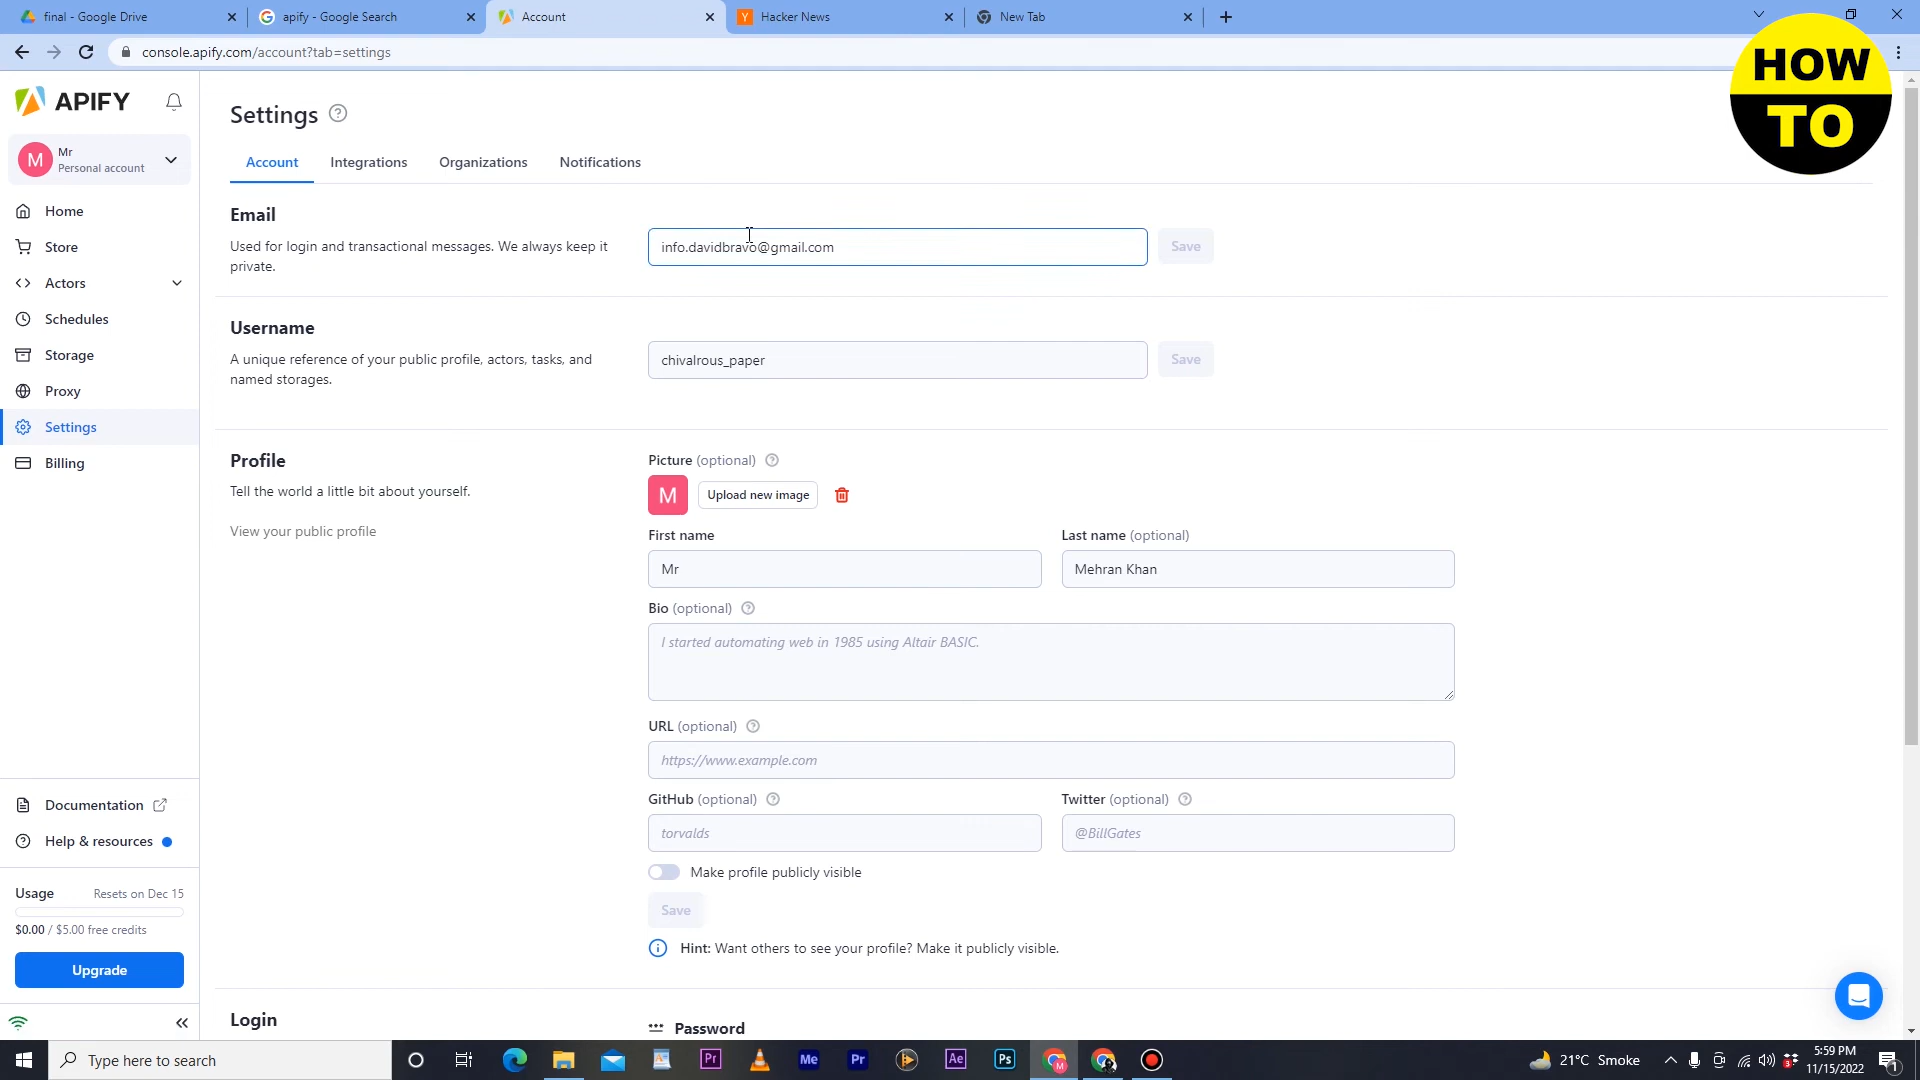 final - Google Drive
apify - Google Search
Account
Hacker News
New Tab
console.apify.com/account?tab=settings
HOW
TO
APIFY
Mr
Personal account
Home
Store
Actors
Schedules
Storage
Proxy
Settings
Billing
Documentation
Help & resources
Usage
Resets on Dec 15
$0.00 / $5.00 free credits
Upgrade
Settings
Account
Integrations
Organizations
Notifications
Email
Used for login and transactional messages. We always keep it
private.
info.davidbravo@gmail.com
Save
Username
A unique reference of your public profile, actors, tasks, and
named storages.
chivalrous_paper
Save
Profile
Tell the world a little bit about yourself.
View your public profile
Picture (optional)
M
Upload new image
First name
Last name (optional)
Mr
Mehran Khan
Bio (optional)
I started automating web in 1985 using Altair BASIC.
URL (optional)
https://www.example.com
GitHub (optional)
Twitter (optional)
torvalds
@BillGates
Make profile publicly visible
Save
Hint: Want others to see your profile? Make it publicly visible.
Login
Password
Type here to search
21°C Smoke
5:59 PM
11/15/2022